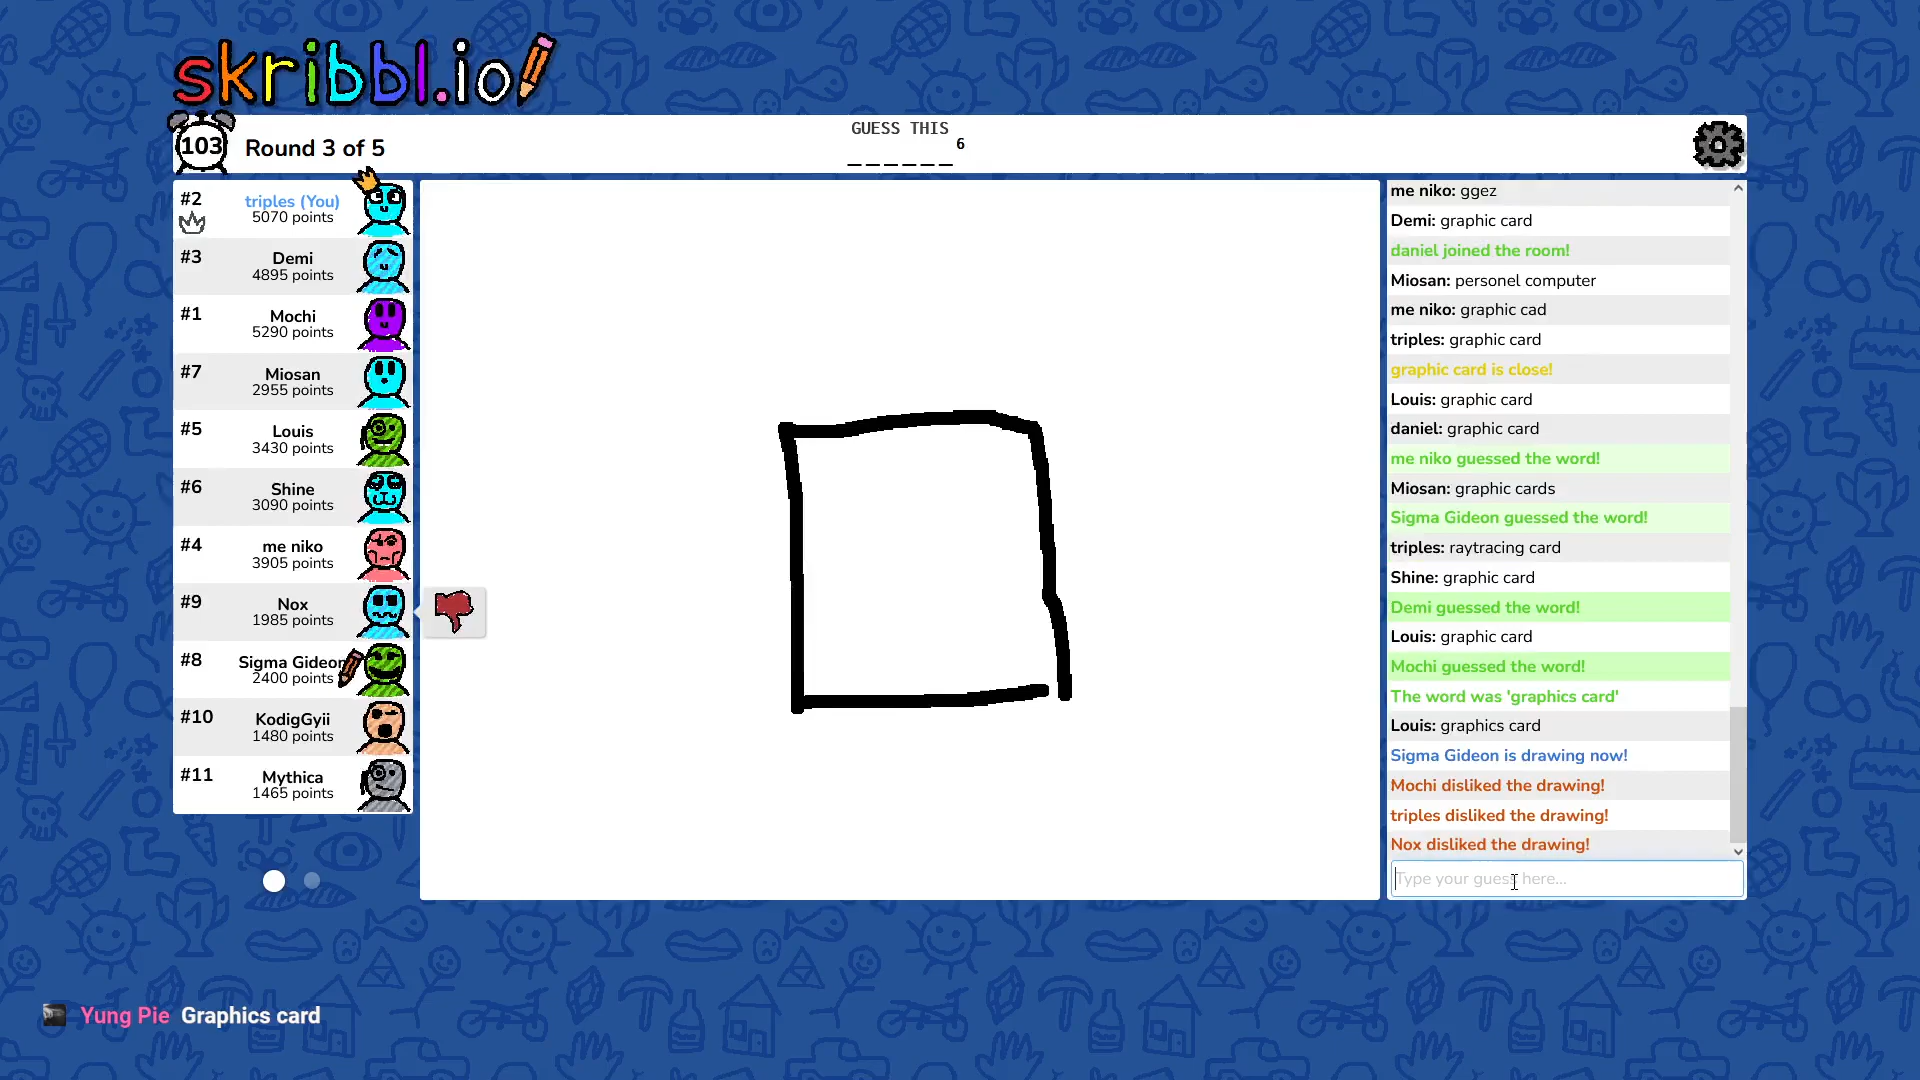 skribbl.io
103
Round 3 of 5
GUESS THIS
______ 6
#2
triples (You)
5070 points
#3
Demi
4895 points
#1
Mochi
5290 points
#7
Miosan
2955 points
#5
Louis
3430 points
#6
Shine
3090 points
#4
me niko
3905 points
#9
Nox
1985 points
#8
Sigma Gideon
2400 points
#10
KodigGyii
1480 points
#11
Mythica
1465 points
me niko: ggez
Demi: graphic card
daniel joined the room!
Miosan: personel computer
me niko: graphic cad
triples: graphic card
graphic card is close!
Louis: graphic card
daniel: graphic card
me niko guessed the word!
Miosan: graphic cards
Sigma Gideon guessed the word!
triples: raytracing card
Shine: graphic card
Demi guessed the word!
Louis: graphic card
Mochi guessed the word!
The word was 'graphics card'
Louis: graphics card
Sigma Gideon is drawing now!
Mochi disliked the drawing!
triples disliked the drawing!
Nox disliked the drawing!
Type your guess here...
Yung Pie Graphics card